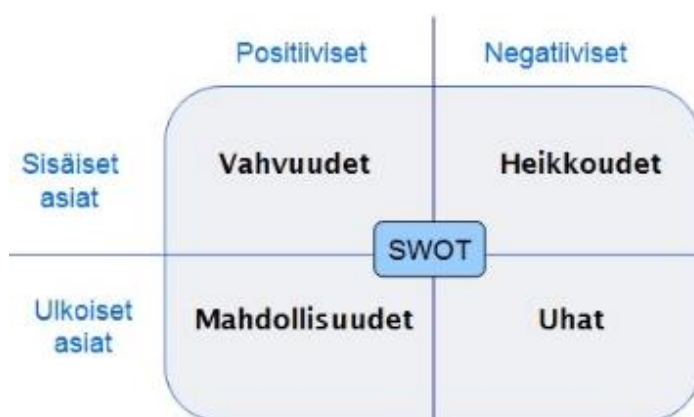 Positiiviset
Negatiiviset
Sisäiset
asiat
Vahvuudet
Heikkoudet
SWOT
Ulkoiset
asiat
Mahdollisuudet
Uhat